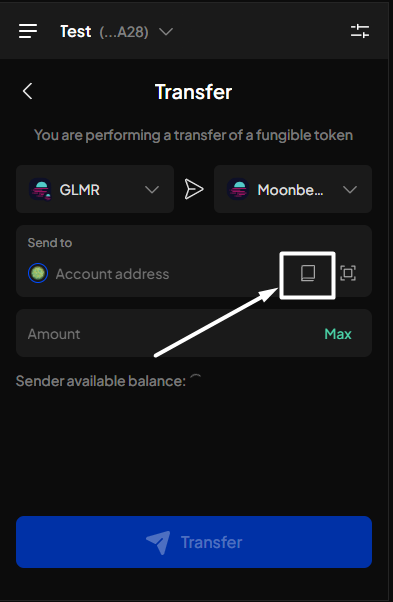 Test (...A28)
Transfer
You are performing a transfer of a fungible token
GLMR Moonbe...
Send to
Account address
Amount Max
Sender available balance:
Transfer